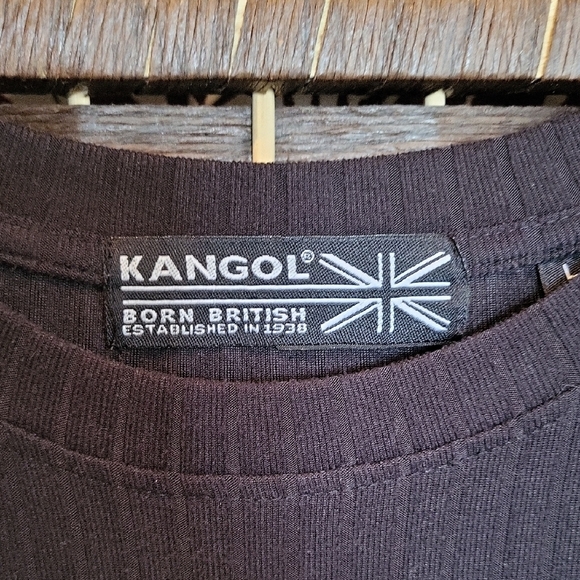 KANGOL®
BORN BRITISH
ESTABLISHED IN 1938